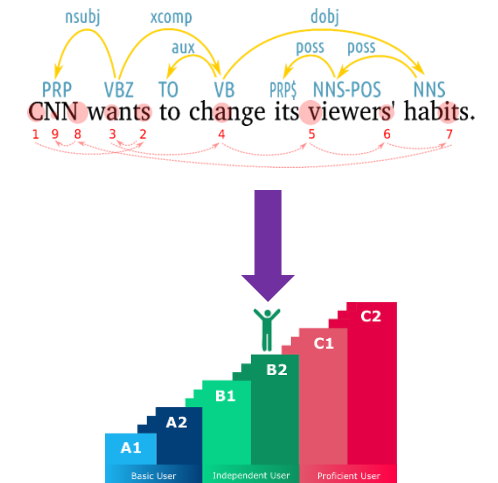 nsubj xcomp dobj
aux poss poss
PRP VBZ TO VB PRP$ NNS-POS NNS
CNN wants to change its viewers' habits.
1 9 8 3 2 4 5 6 7
C2
C1
B2
B1
A2
A1
Basic User Independent User Proficient User